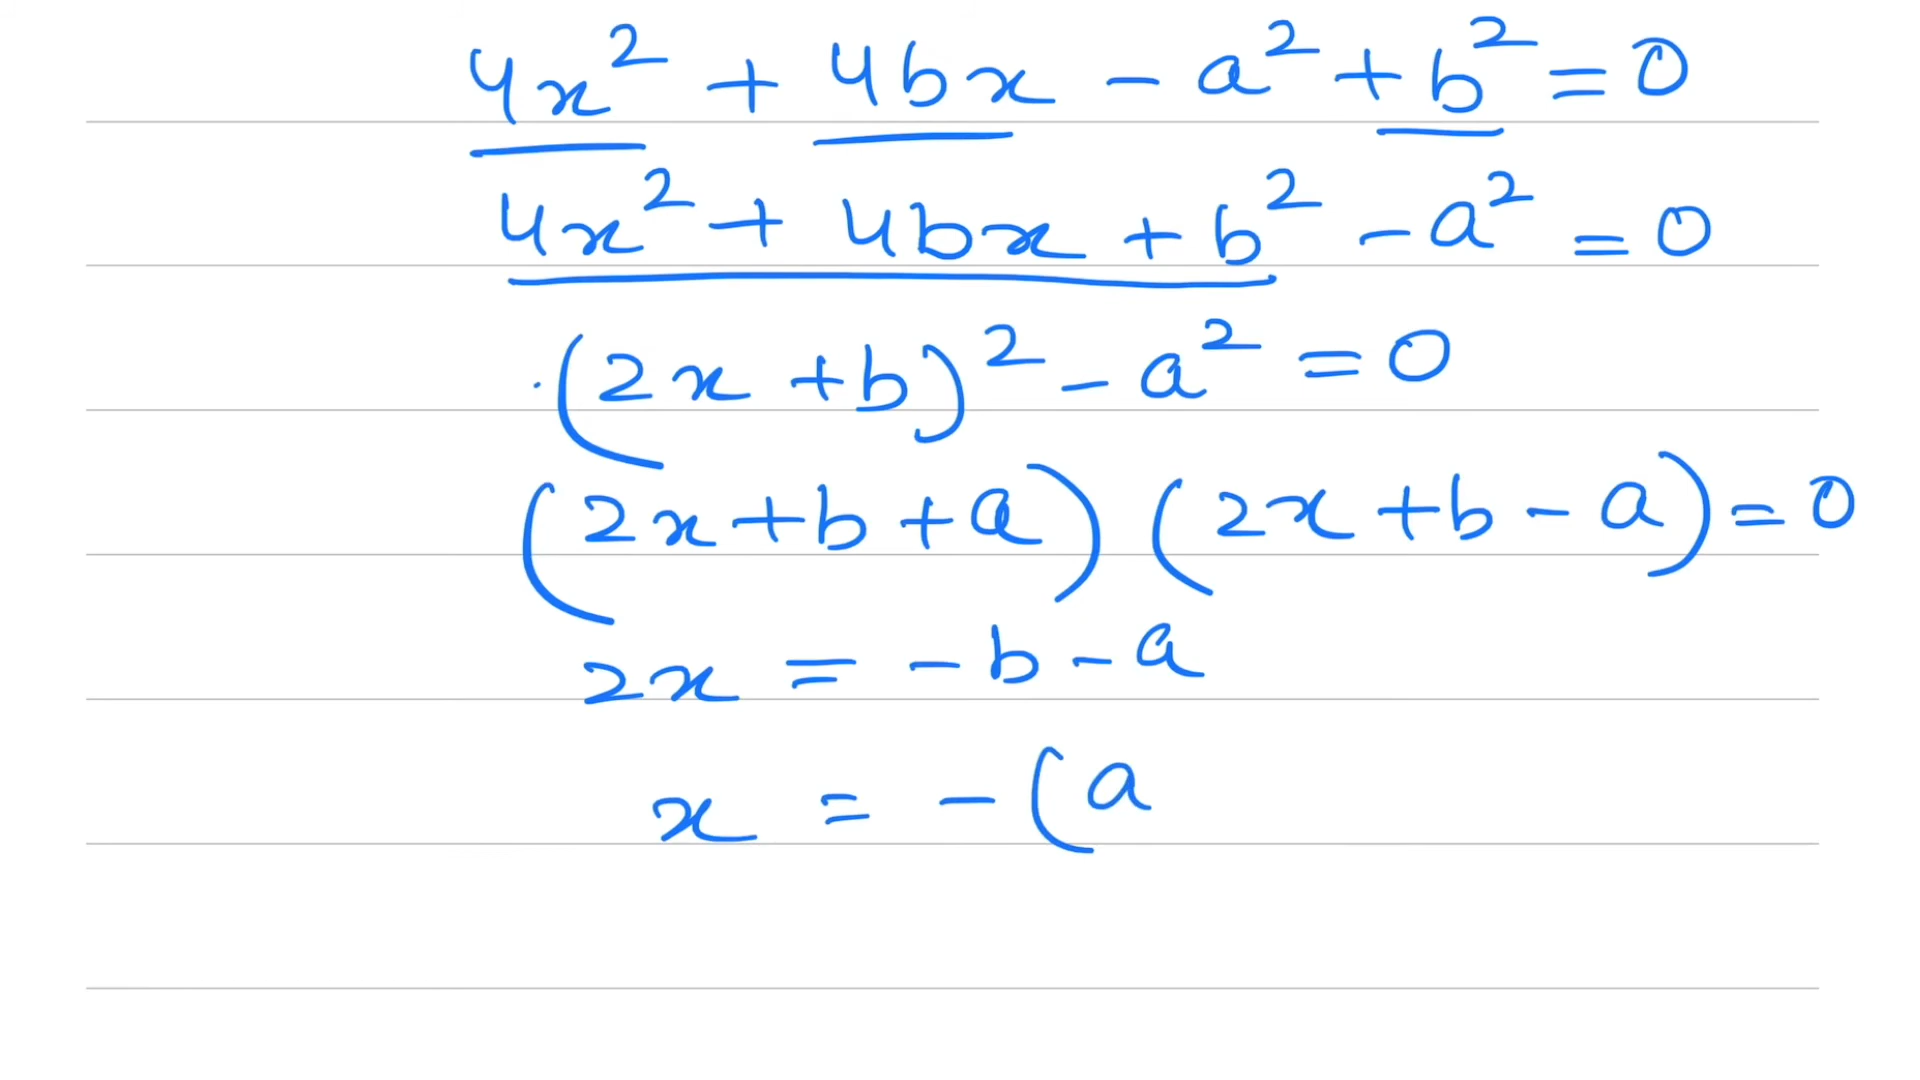 4x² + 4bx - a² + b² = 0
4x² + 4bx + b² - a² = 0
(2x + b)² - a² = 0
(2x + b + a) (2x + b - a) = 0
2x = - b - a
x = - (a